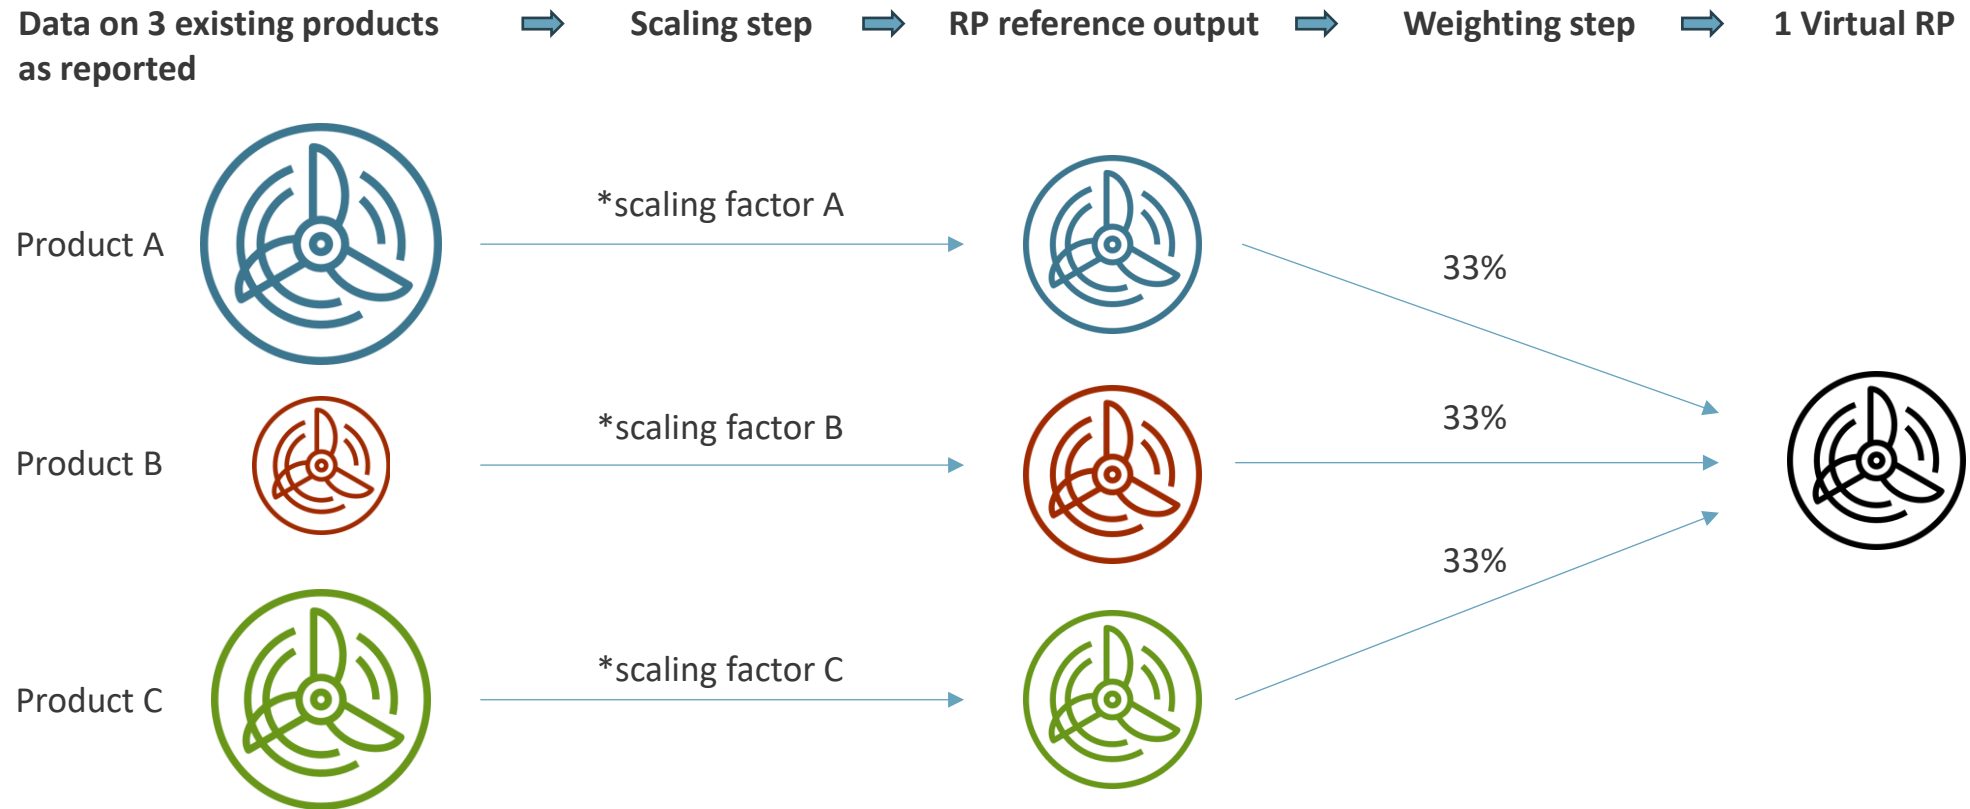 Data on 3 existing products
as reported
Scaling step
RP reference output
Weighting step
1 Virtual RP
Product A
*scaling factor A
33%
Product B
*scaling factor B
33%
Product C
*scaling factor C
33%